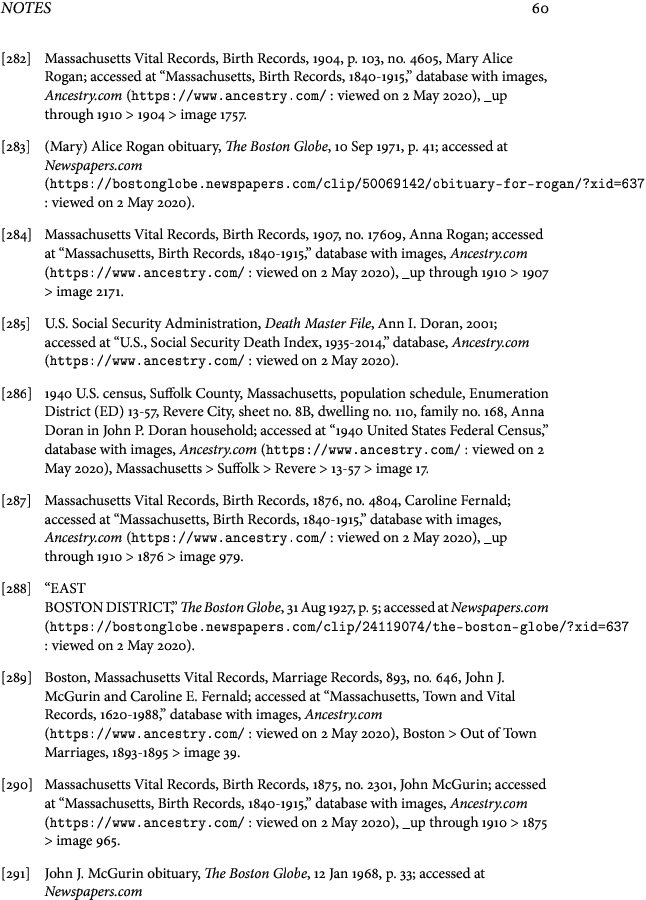 NOTES 60
[282] Massachusetts Vital Records, Birth Records, 1904, p. 103, no. 4605, Mary Alice
Rogan; accessed at “Massachusetts, Birth Records, 1840-1915,” database with images,
Ancestry.com (https://www.ancestry.com/ : viewed on 2 May 2020), _up
through 1910 > 1904 > image 1757.
[283] (Mary) Alice Rogan obituary, The Boston Globe, 10 Sep 1971, p. 41; accessed at
Newspapers.com
(https://bostonglobe.newspapers.com/clip/50069142/obituary-for-rogan/?xid=637
: viewed on 2 May 2020).
[284] Massachusetts Vital Records, Birth Records, 1907, no. 17609, Anna Rogan; accessed
at “Massachusetts, Birth Records, 1840-1915,” database with images, Ancestry.com
(https://www.ancestry.com/ : viewed on 2 May 2020), _up through 1910 > 1907
> image 2171.
[285] U.S. Social Security Administration, Death Master File, Ann I. Doran, 2001;
accessed at “U.S., Social Security Death Index, 1935-2014,” database, Ancestry.com
(https://www.ancestry.com/ : viewed on 2 May 2020).
[286] 1940 U.S. census, Suffolk County, Massachusetts, population schedule, Enumeration
District (ED) 13-57, Revere City, sheet no. 8B, dwelling no. 110, family no. 168, Anna
Doran in John P. Doran household; accessed at “1940 United States Federal Census,”
database with images, Ancestry.com (https://www.ancestry.com/ : viewed on 2
May 2020), Massachusetts > Suffolk > Revere > 13-57 > image 17.
[287] Massachusetts Vital Records, Birth Records, 1876, no. 4804, Caroline Fernald;
accessed at “Massachusetts, Birth Records, 1840-1915,” database with images,
Ancestry.com (https://www.ancestry.com/ : viewed on 2 May 2020), _up
through 1910 > 1876 > image 979.
[288] “EAST
BOSTON DISTRICT,” The Boston Globe, 31 Aug 1927, p. 5; accessed at Newspapers.com
(https://bostonglobe.newspapers.com/clip/24119074/the-boston-globe/?xid=637
: viewed on 2 May 2020).
[289] Boston, Massachusetts Vital Records, Marriage Records, 893, no. 646, John J.
McGurin and Caroline E. Fernald; accessed at “Massachusetts, Town and Vital
Records, 1620-1988,” database with images, Ancestry.com
(https://www.ancestry.com/ : viewed on 2 May 2020), Boston > Out of Town
Marriages, 1893-1895 > image 39.
[290] Massachusetts Vital Records, Birth Records, 1875, no. 2301, John McGurin; accessed
at “Massachusetts, Birth Records, 1840-1915,” database with images, Ancestry.com
(https://www.ancestry.com/ : viewed on 2 May 2020), _up through 1910 > 1875
> image 965.
[291] John J. McGurin obituary, The Boston Globe, 12 Jan 1968, p. 33; accessed at
Newspapers.com